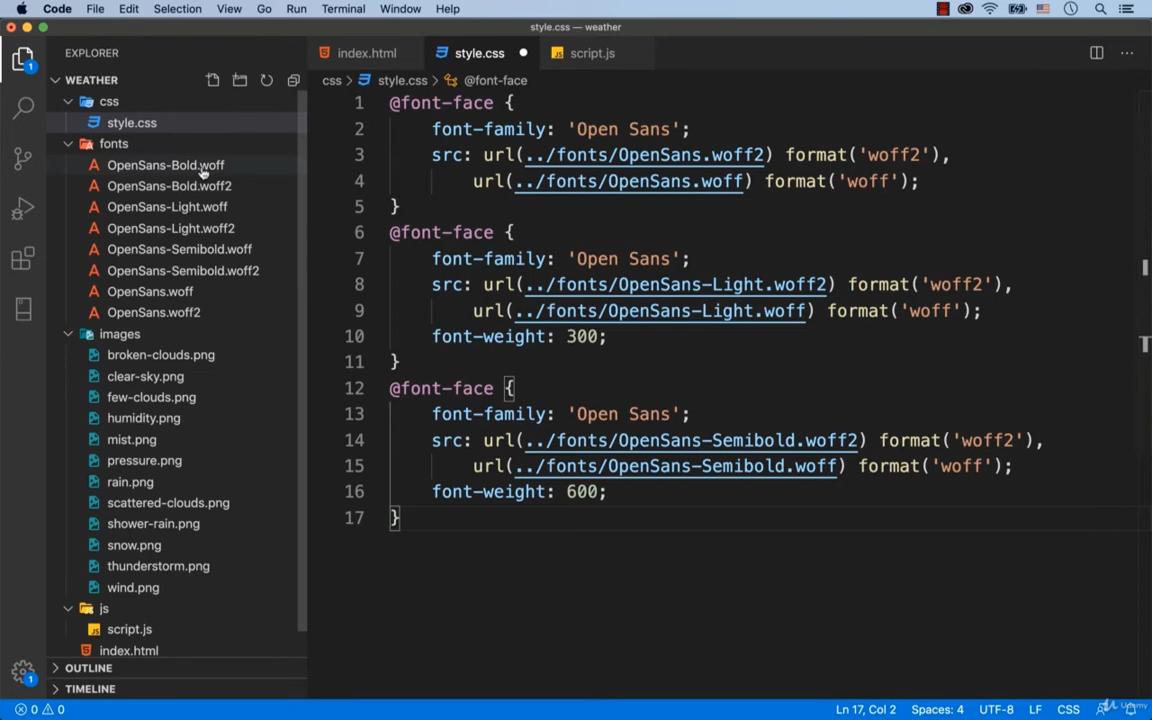 Code File Edit Selection View Go Run Terminal Window Help
style.css — weather
EXPLORER
index.html
style.css
script.js
WEATHER
css > style.css > @font-face
css
style.css
fonts
OpenSans-Bold.woff
OpenSans-Bold.woff2
OpenSans-Light.woff
OpenSans-Light.woff2
OpenSans-Semibold.woff
OpenSans-Semibold.woff2
OpenSans.woff
OpenSans.woff2
images
broken-clouds.png
clear-sky.png
few-clouds.png
humidity.png
mist.png
pressure.png
rain.png
scattered-clouds.png
shower-rain.png
snow.png
thunderstorm.png
wind.png
js
script.js
index.html
OUTLINE
TIMELINE
1 @font-face {
2 font-family: 'Open Sans';
3 src: url(../fonts/OpenSans.woff2) format('woff2'),
4 url(../fonts/OpenSans.woff) format('woff');
5 }
6 @font-face {
7 font-family: 'Open Sans';
8 src: url(../fonts/OpenSans-Light.woff2) format('woff2'),
9 url(../fonts/OpenSans-Light.woff) format('woff');
10 font-weight: 300;
11 }
12 @font-face {
13 font-family: 'Open Sans';
14 src: url(../fonts/OpenSans-Semibold.woff2) format('woff2'),
15 url(../fonts/OpenSans-Semibold.woff) format('woff');
16 font-weight: 600;
17 }
1
1
0 0 Ln 17, Col 2 Spaces: 4 UTF-8 LF CSS
Udemy